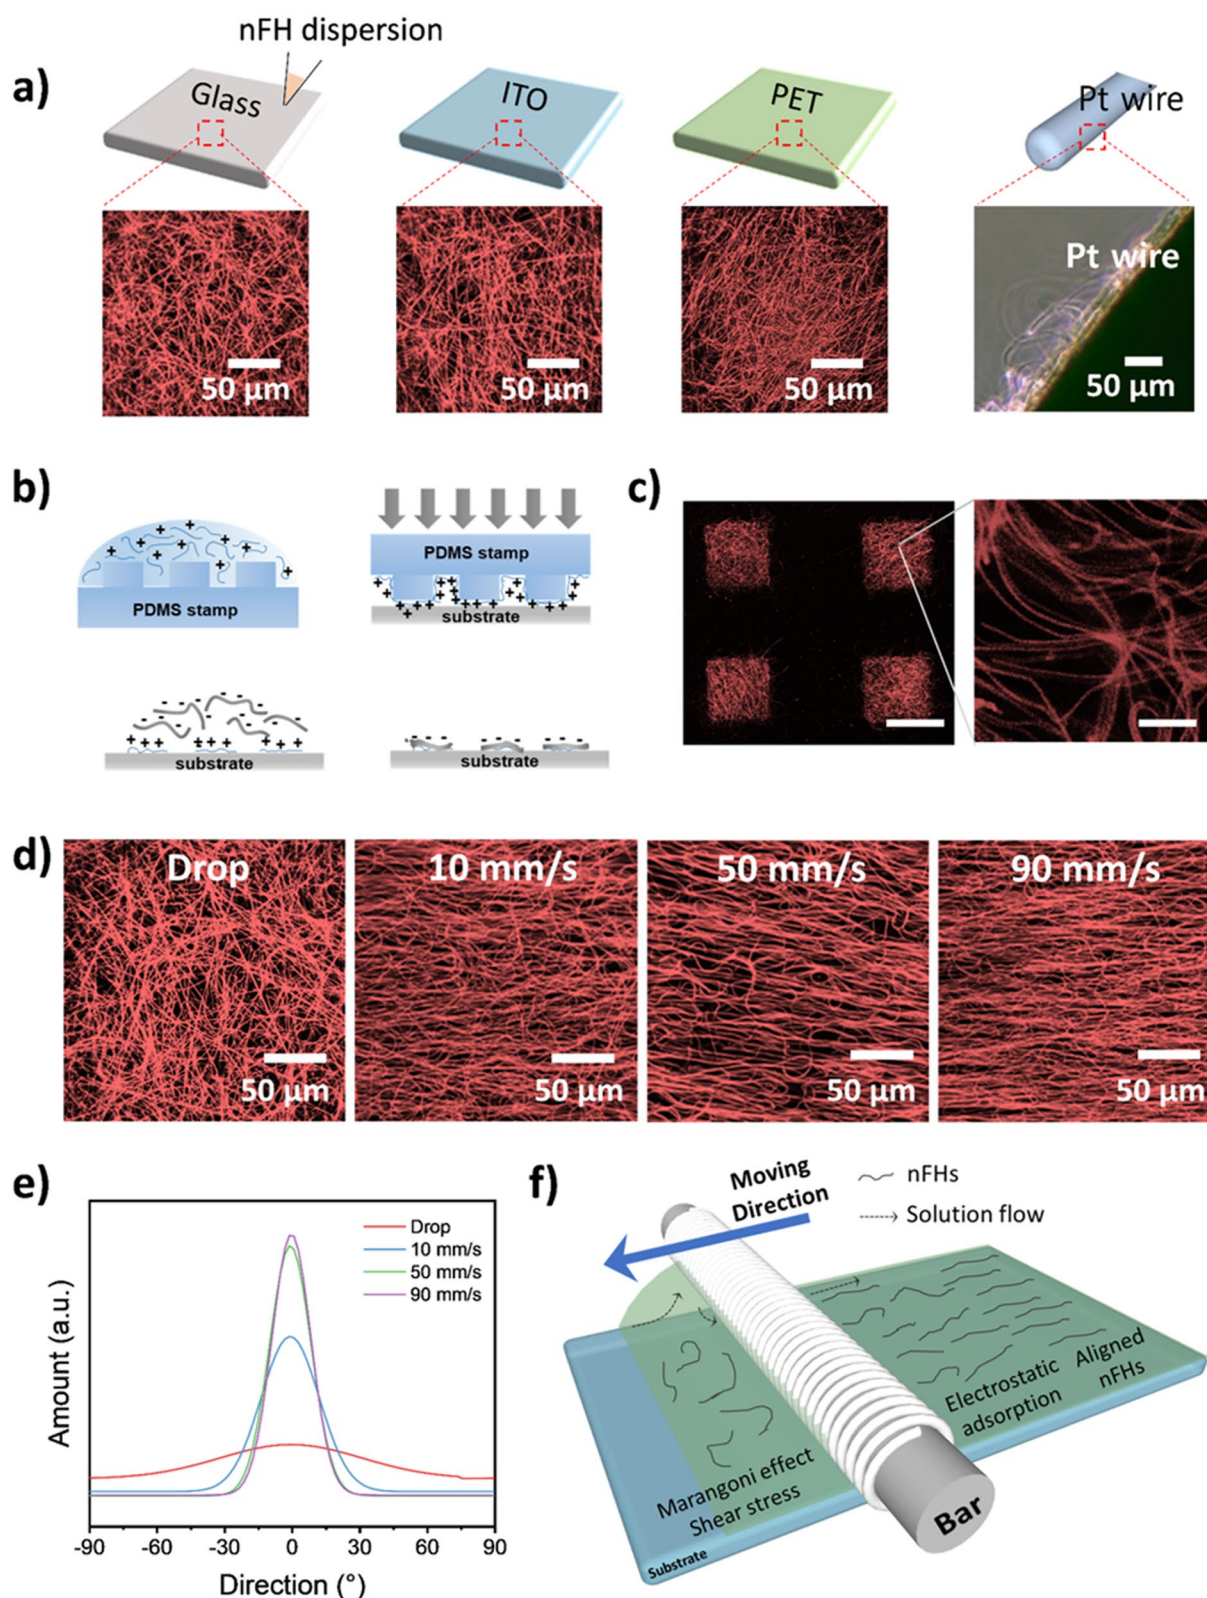 nFH dispersion
a)
Glass
ITO
PET
Pt wire
50 µm
50 µm
50 µm
Pt wire
50 µm
b)
PDMS stamp
PDMS stamp
substrate
substrate
substrate
c)
d)
Drop
10 mm/s
50 mm/s
90 mm/s
50 µm
50 µm
50 µm
50 µm
e)
Drop
10 mm/s
50 mm/s
90 mm/s
Amount (a.u.)
-90 -60 -30 0 30 60 90
Direction (°)
f)
Moving
Direction
nFHs
Solution flow
Marangoni effect
Shear stress
Electrostatic
adsorption
Aligned
nFHs
Bar
Substrate